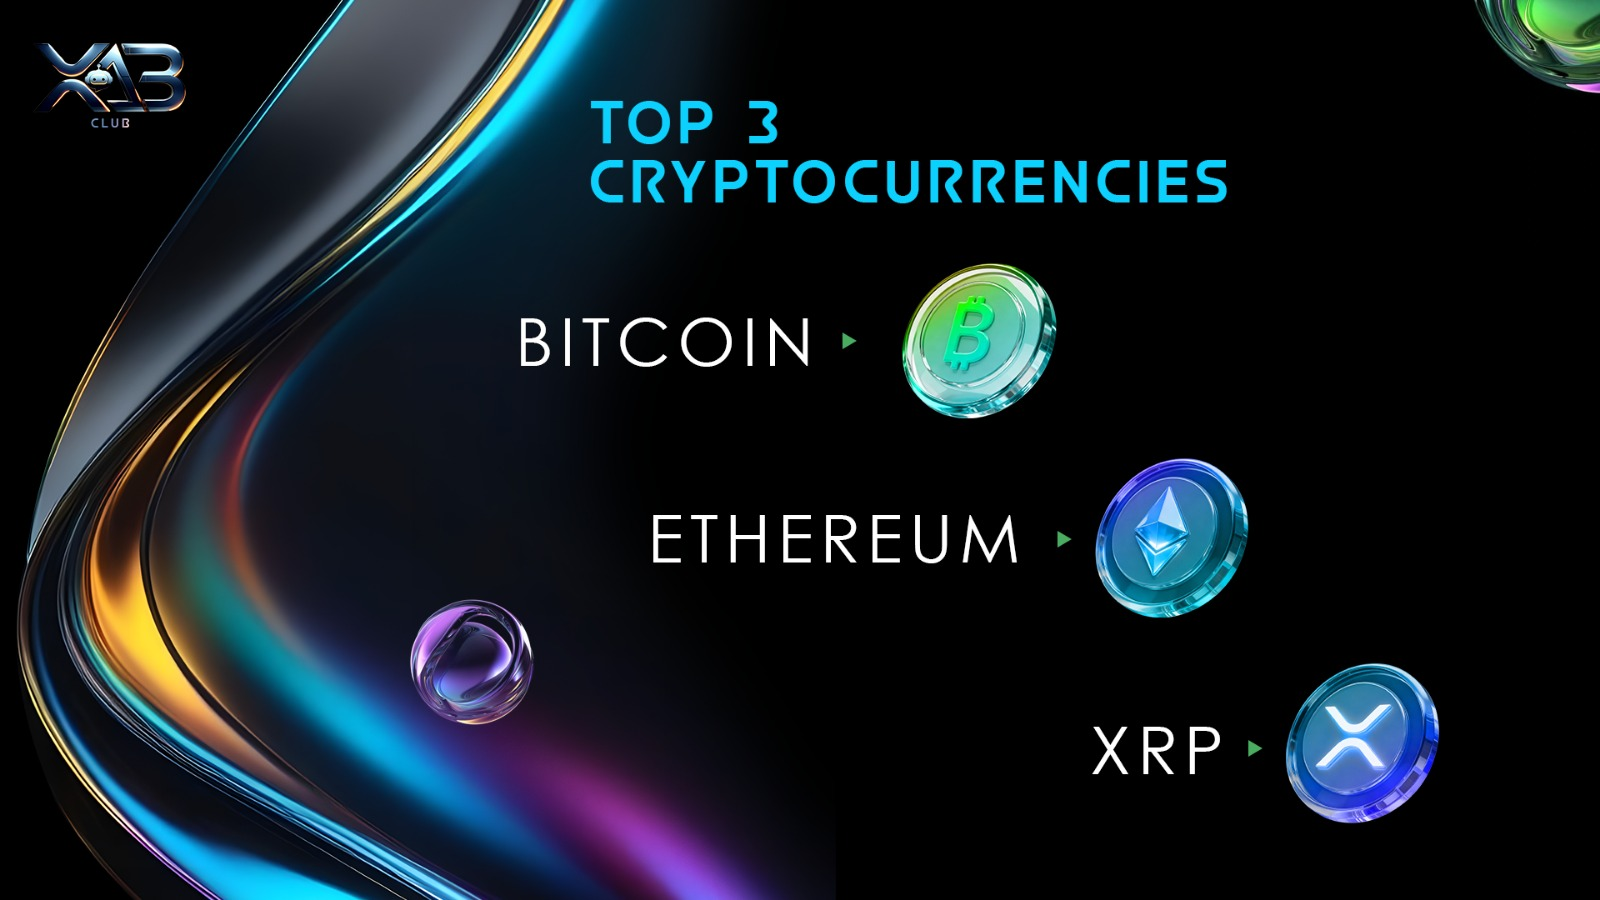 XAB
CLUB
TOP 3
CRYPTOCURRENCIES
BITCOIN
ETHEREUM
XRP